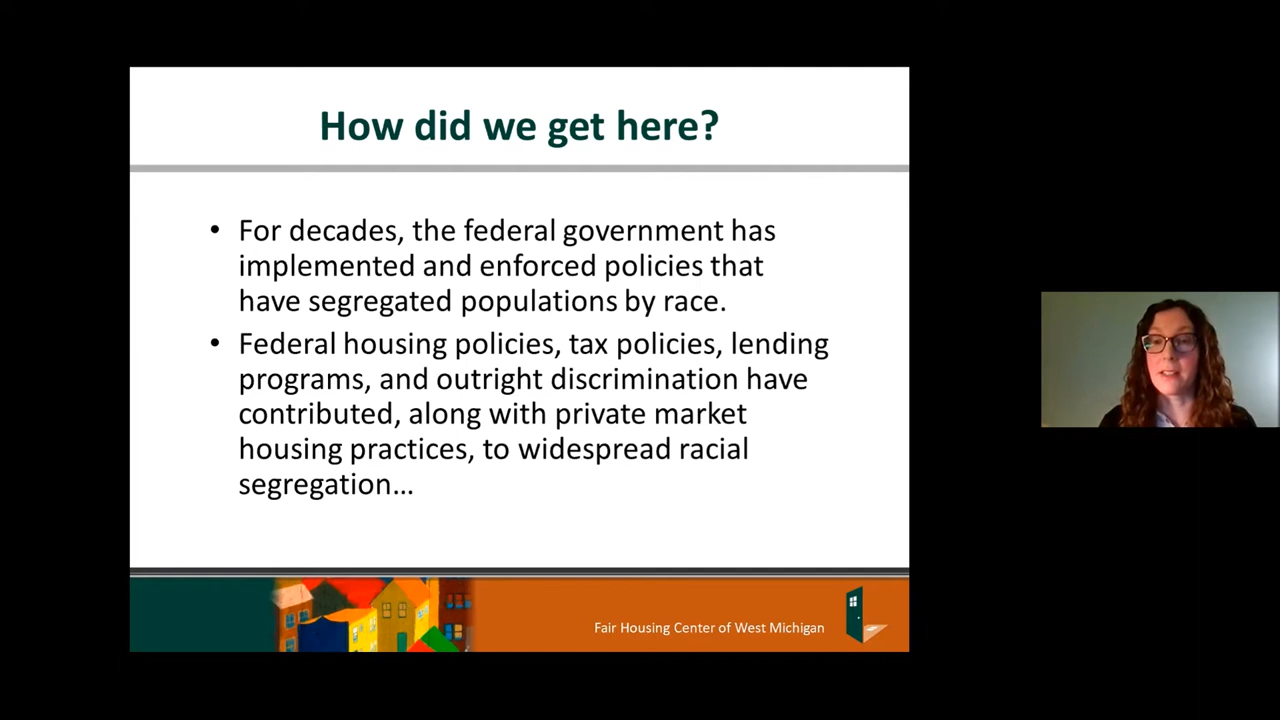 How did we get here?
• For decades, the federal government has
implemented and enforced policies that
have segregated populations by race.
• Federal housing policies, tax policies, lending
programs, and outright discrimination have
contributed, along with private market
housing practices, to widespread racial
segregation…
Fair Housing Center of West Michigan